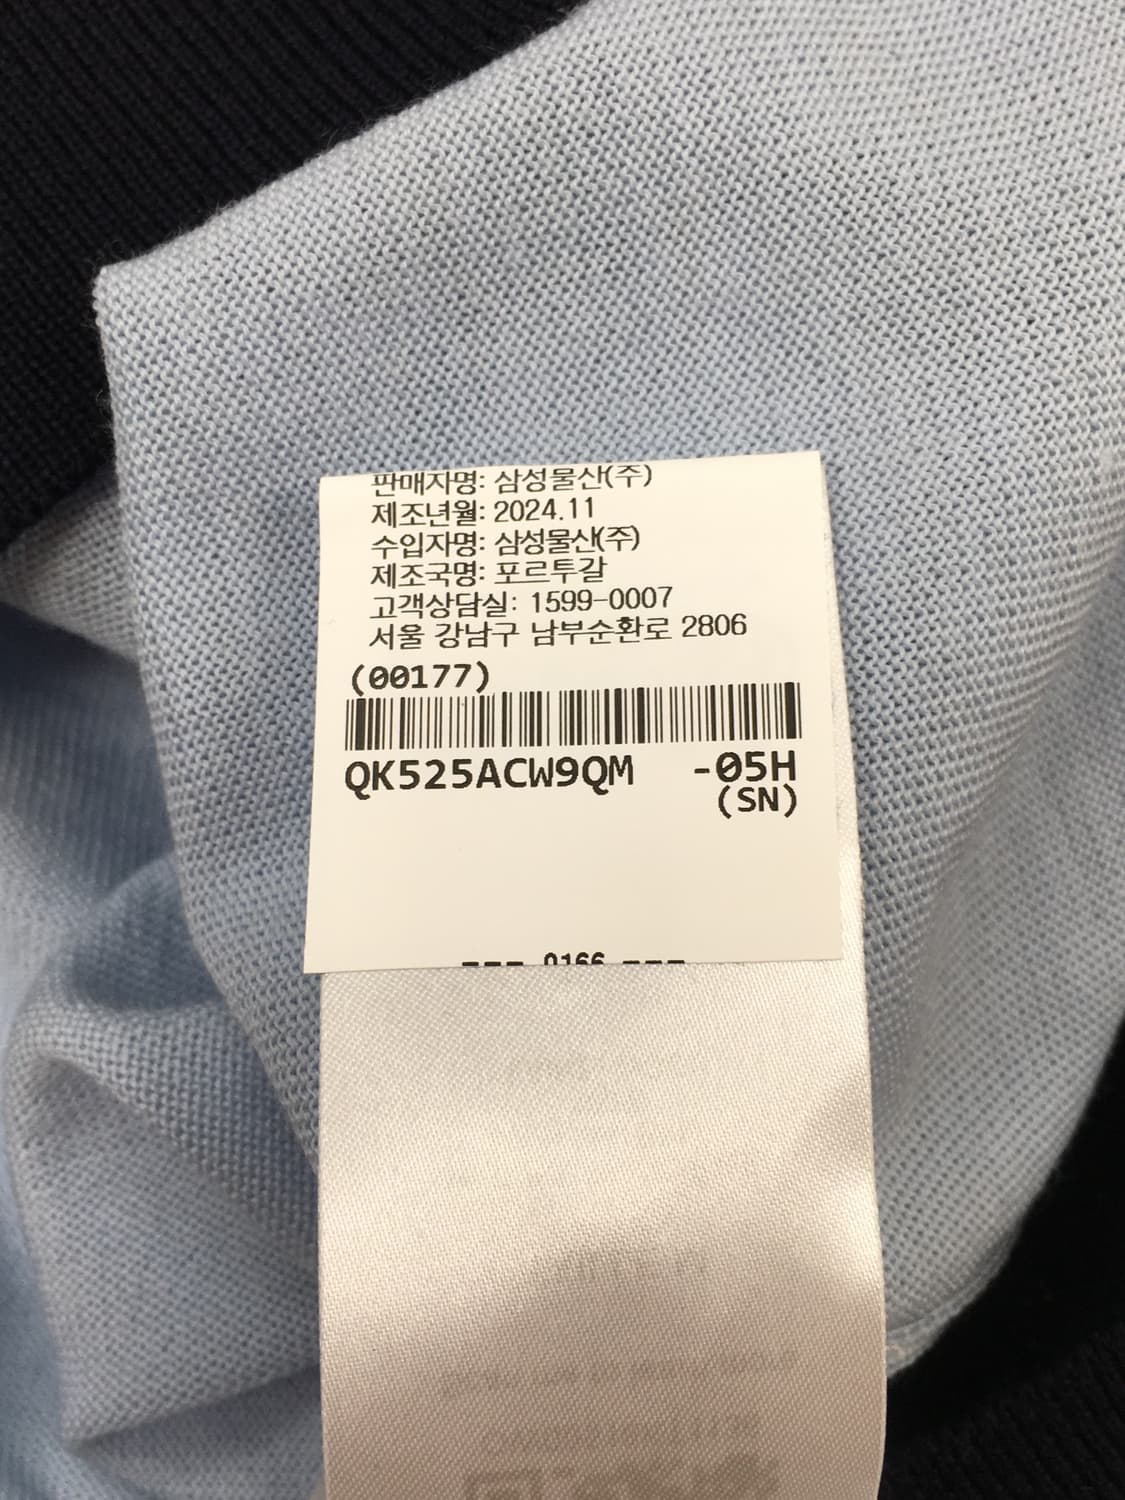 판매자명: 삼성물산(주)
제조년월: 2024.11
수입자명: 삼성물산(주)
제조국명: 포르투갈
고객상담실: 1599-0007
서울 강남구 남부순환로 2806
(00177)
QK525ACW9QM -05H
(SN)
--- 0166 ---